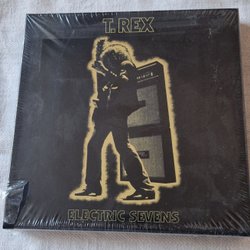 T. REX
ELECTRIC SEVENS